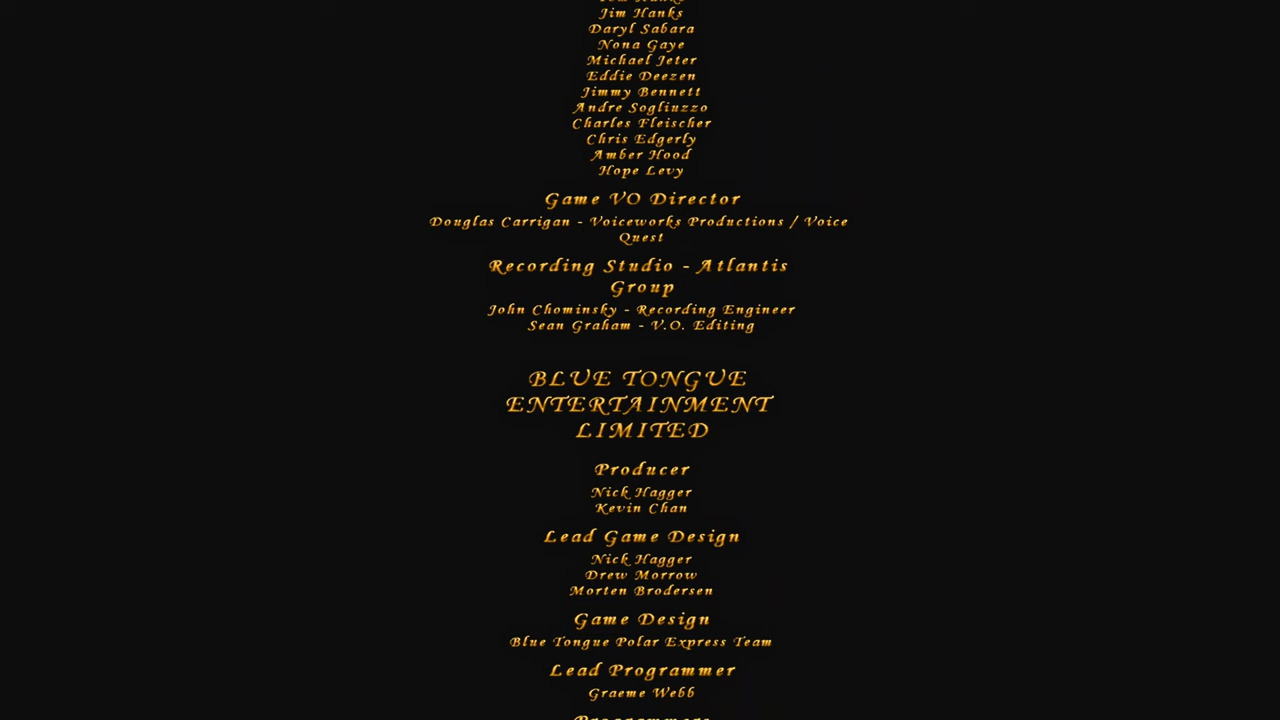 Jim Hanks
Daryl Sabara
Nona Gaye
Michael Jeter
Eddie Deezen
Jimmy Bennett
Andre Sogliuzzo
Charles Fleischer
Chris Edgerly
Amber Hood
Hope Levy
Game VO Director
Douglas Carrigan - Voiceworks Productions / Voice
Quest
Recording Studio - Atlantis
Group
John Chominsky - Recording Engineer
Sean Graham - V.O. Editing
BLUE TONGUE
ENTERTAINMENT
LIMITED
Producer
Nick Hagger
Kevin Chan
Lead Game Design
Nick Hagger
Drew Morrow
Morten Brodersen
Game Design
Blue Tongue Polar Express Team
Lead Programmer
Graeme Webb
Programmers